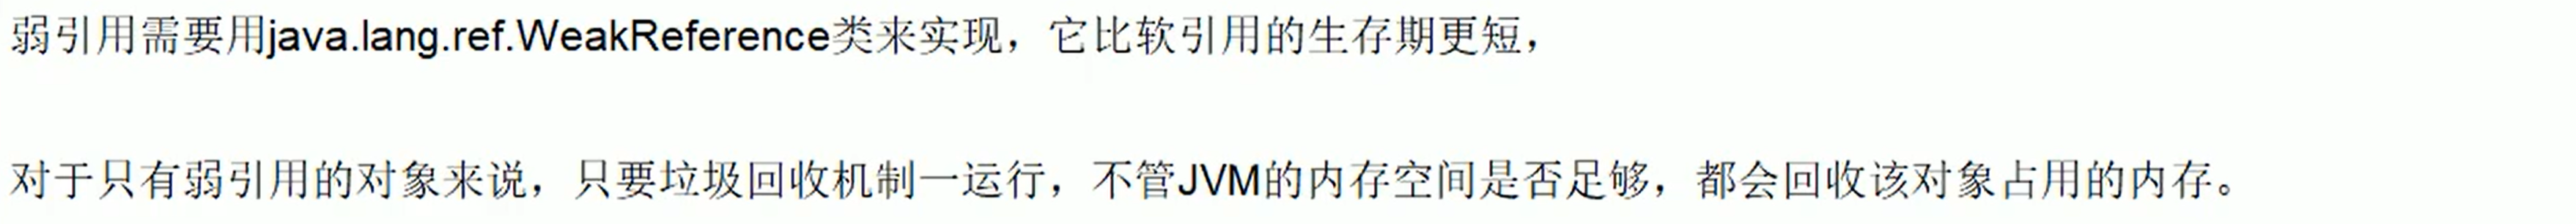 弱引用需要用java.lang.ref.WeakReference类来实现，它比软引用的生存期更短，
对于只有弱引用的对象来说，只要垃圾回收机制一运行，不管JVM的内存空间是否足够，都会回收该对象占用的内存。